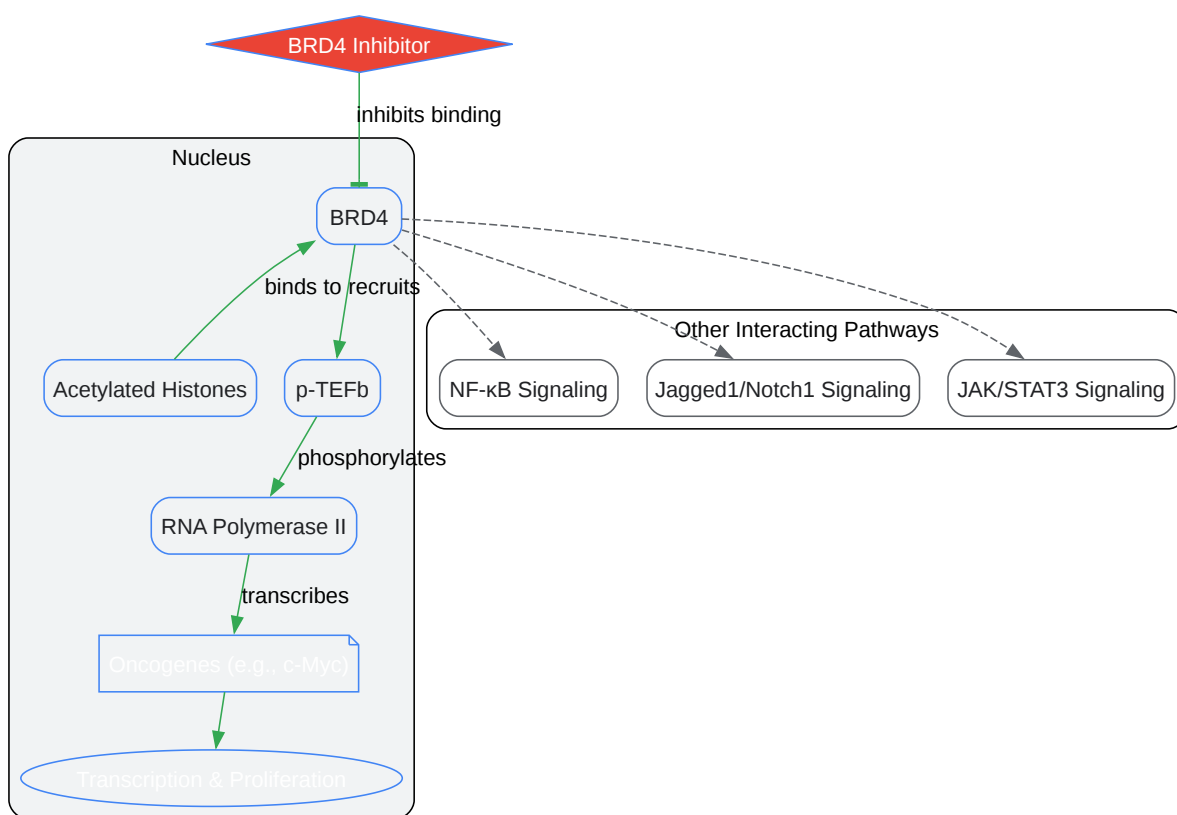 BRD4 Inhibitor
inhibits binding
Nucleus
BRD4
binds to
recruits
Other Interacting Pathways
Acetylated Histones
p-TEFb
NF-κB Signaling
Jagged1/Notch1 Signaling
JAK/STAT3 Signaling
phosphorylates
RNA Polymerase II
transcribes
Oncogenes (e.g., c-Myc)
Transcription & Proliferation